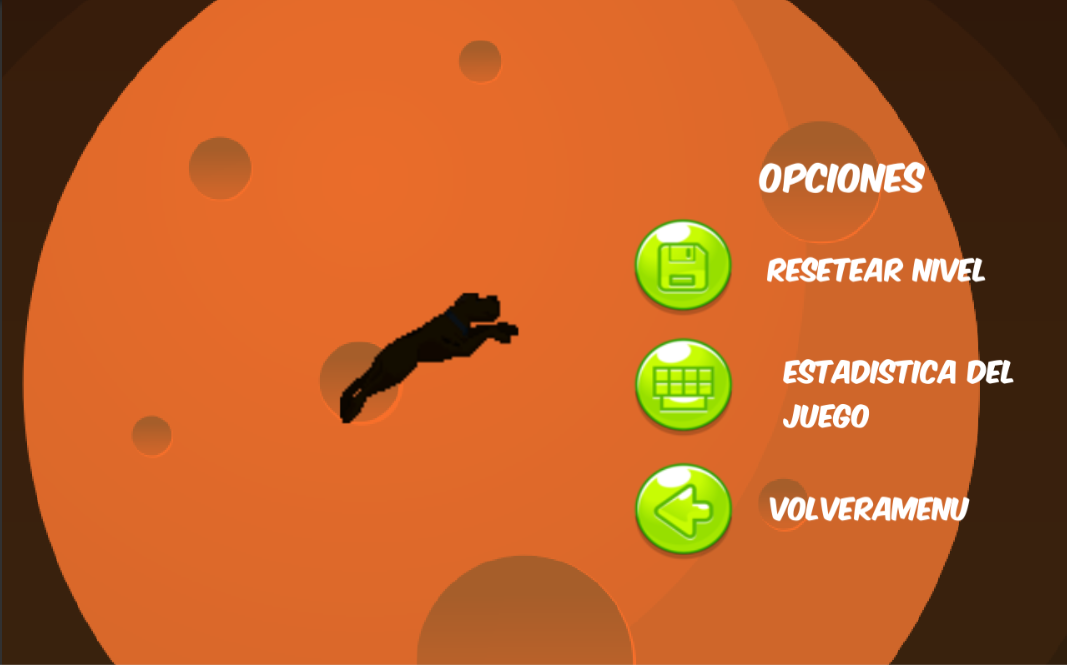 OPCIONES
RESETEAR NIVEL
ESTADISTICA DEL
JUEGO
VOLVERAMENU